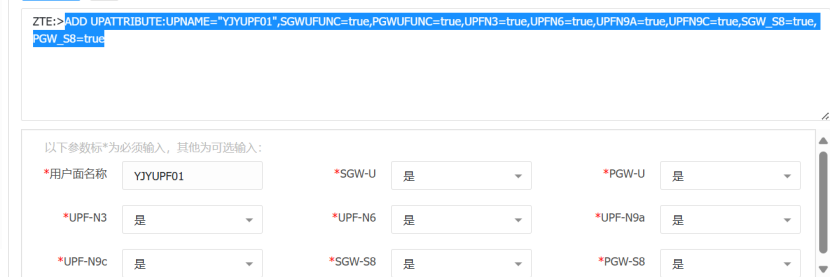 ZTE:>ADD UPATTRIBUTE:UPNAME="YJYUPF01",SGWUFUNC=true,PGWUFUNC=true,UPFN3=true,UPFN6=true,UPFN9A=true,UPFN9C=true,SGW_S8=true,
PGW_S8=true
以下参数标*为必须输入，其他为可选输入：
*用户面名称 YJYUPF01 *SGW-U 是 *PGW-U 是
*UPF-N3 是 *UPF-N6 是 *UPF-N9a 是
*UPF-N9c 是 *SGW-S8 是 *PGW-S8 是